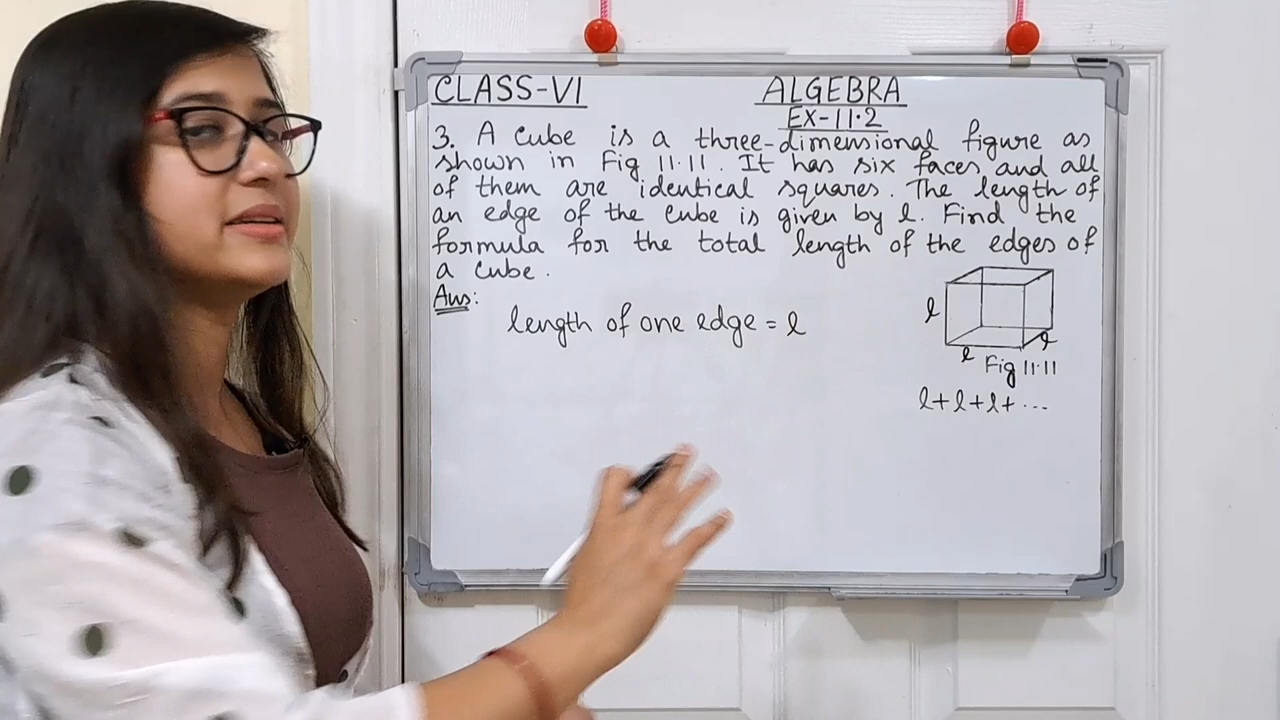 CLASS-VI
ALGEBRA
EX-11.2
3. A cube is a three-dimensional figure as
shown in Fig 11.11. It has six faces and all
of them are identical squares. The length of
an edge of the cube is given by l. Find the
formula for the total length of the edges of
a cube.
Ans:
length of one edge = l
l
l
l
Fig 11.11
l+l+l+...